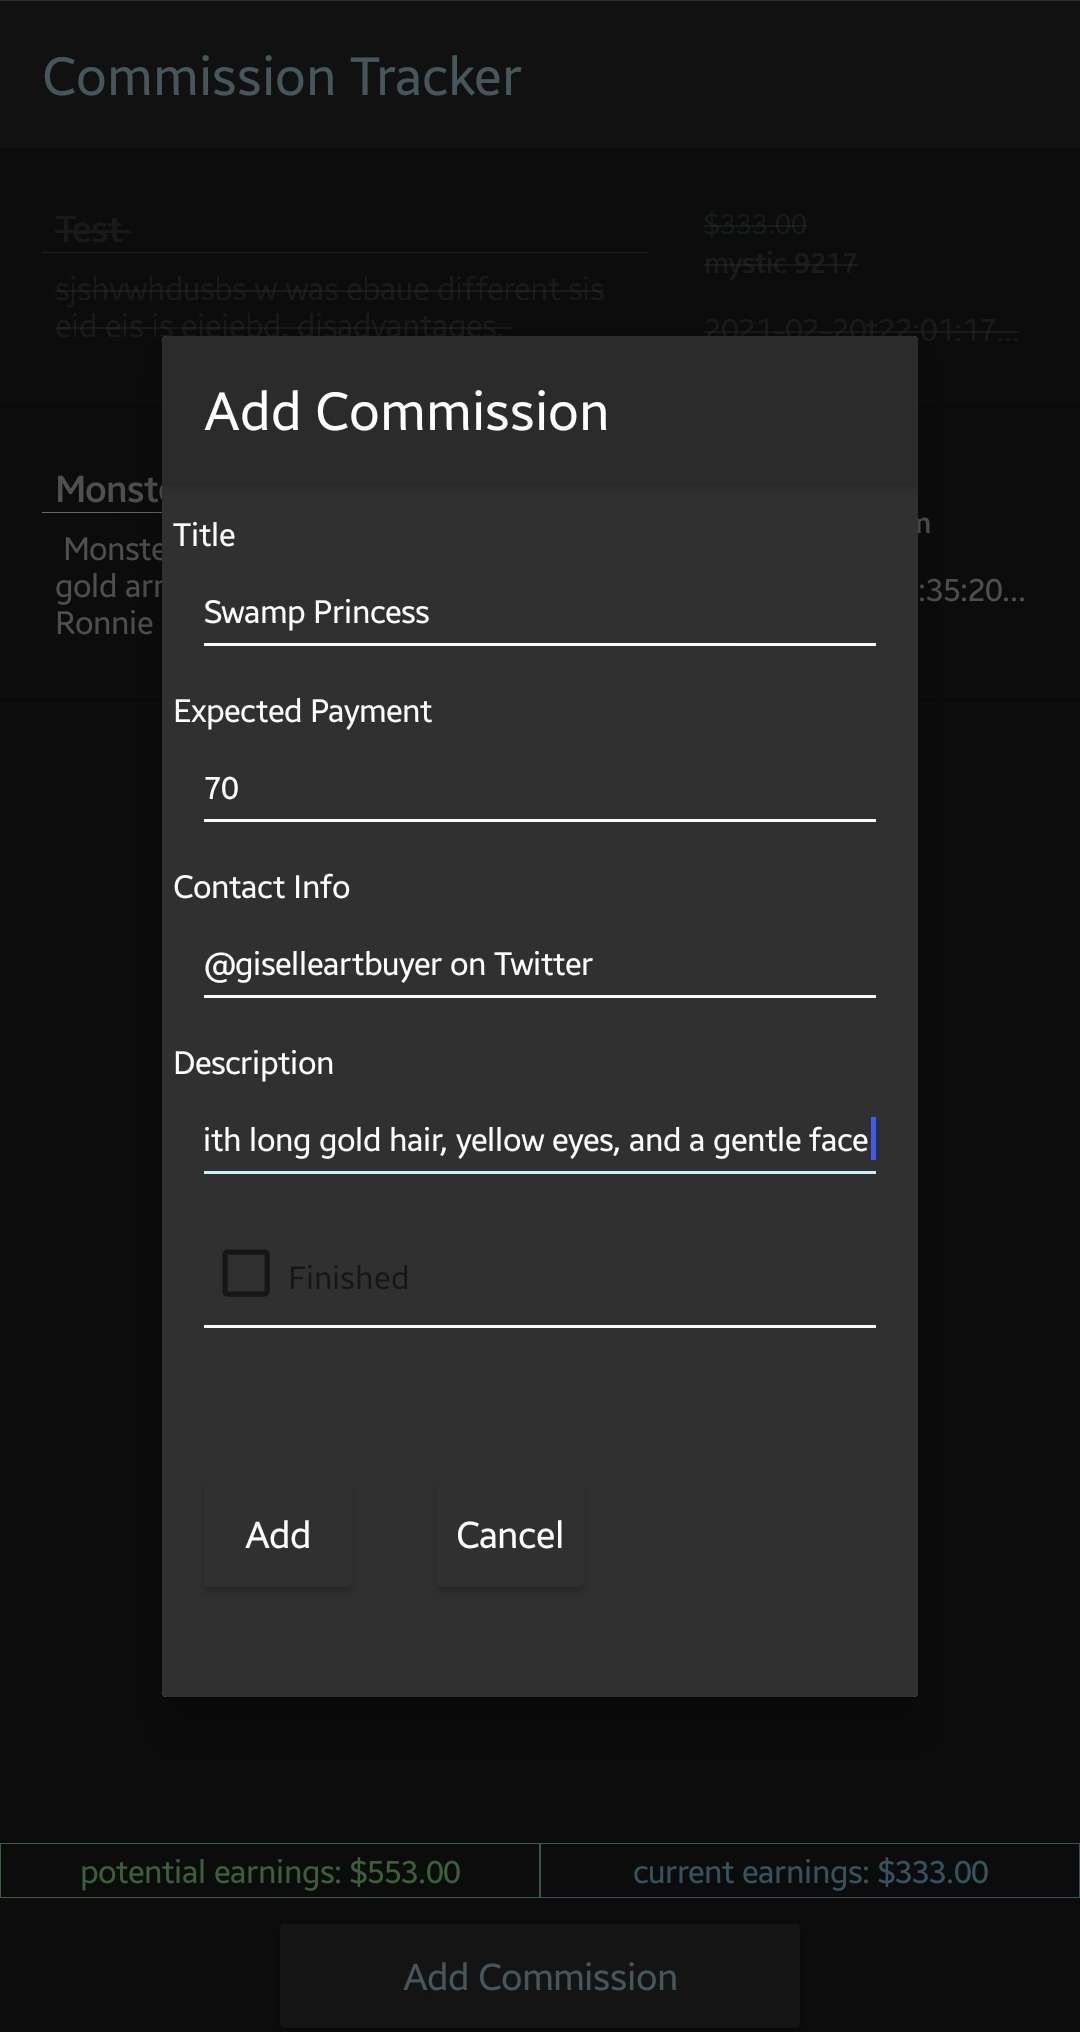 Commission Tracker
Test
$333.00
mystic 9217
sjshvwhdusbs w was ebaue different sis
eid eis is eieiebd, disadvantages.
2021-02-20t22:01:17...
Add Commission
Monste
n
Title
Monste
gold arr
:35:20...
Ronnie
Swamp Princess
Expected Payment
70
Contact Info
@giselleartbuyer on Twitter
Description
ith long gold hair, yellow eyes, and a gentle face
Finished
Add
Cancel
potential earnings: $553.00
current earnings: $333.00
Add Commission